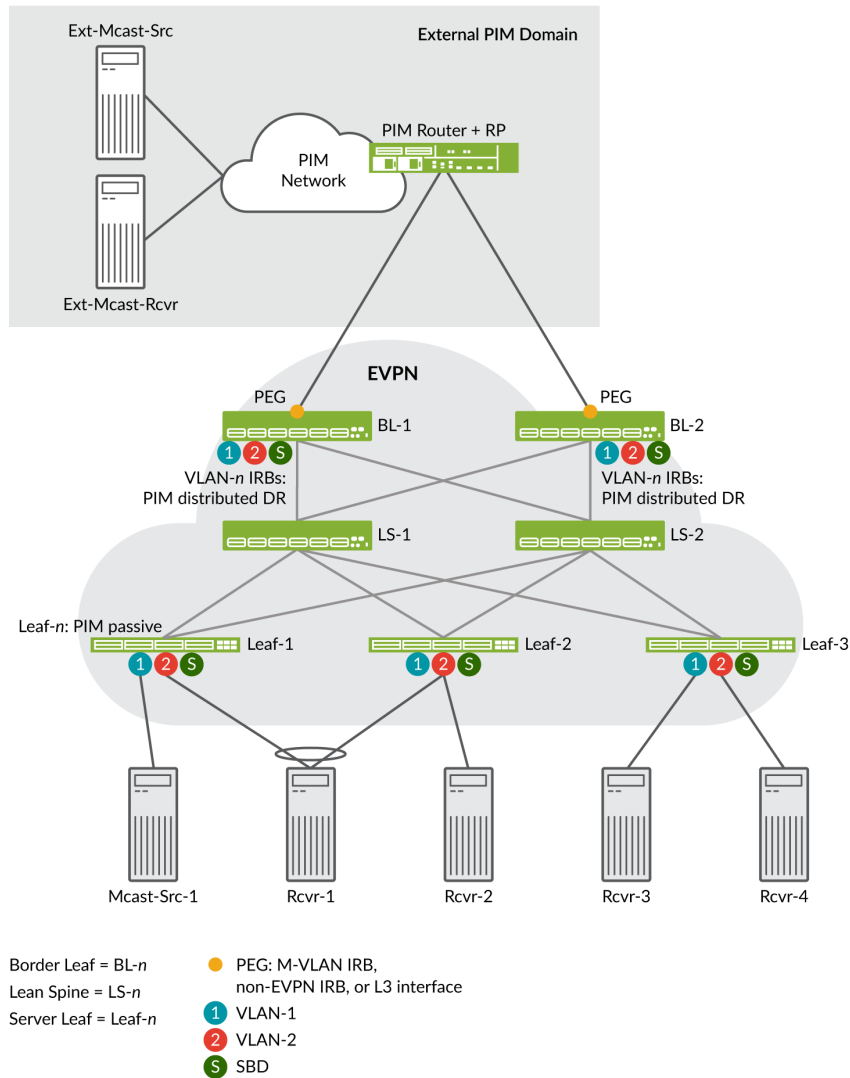 Ext-Mcast-Src
External PIM Domain
PIM Router + RP
PIM
Network
Ext-Mcast-Rcvr
EVPN
PEG
PEG
BL-1
BL-2
1 2 S
1 2 S
VLAN-n IRBs:
PIM distributed DR
VLAN-n IRBs:
PIM distributed DR
LS-1
LS-2
Leaf-n: PIM passive
Leaf-1
Leaf-2
Leaf-3
1 2 S
1 2 S
1 2 S
Mcast-Src-1
Rcvr-1
Rcvr-2
Rcvr-3
Rcvr-4
Border Leaf = BL-n
Lean Spine = LS-n
Server Leaf = Leaf-n
PEG: M-VLAN IRB,
non-EVPN IRB, or L3 interface
1 VLAN-1
2 VLAN-2
S SBD